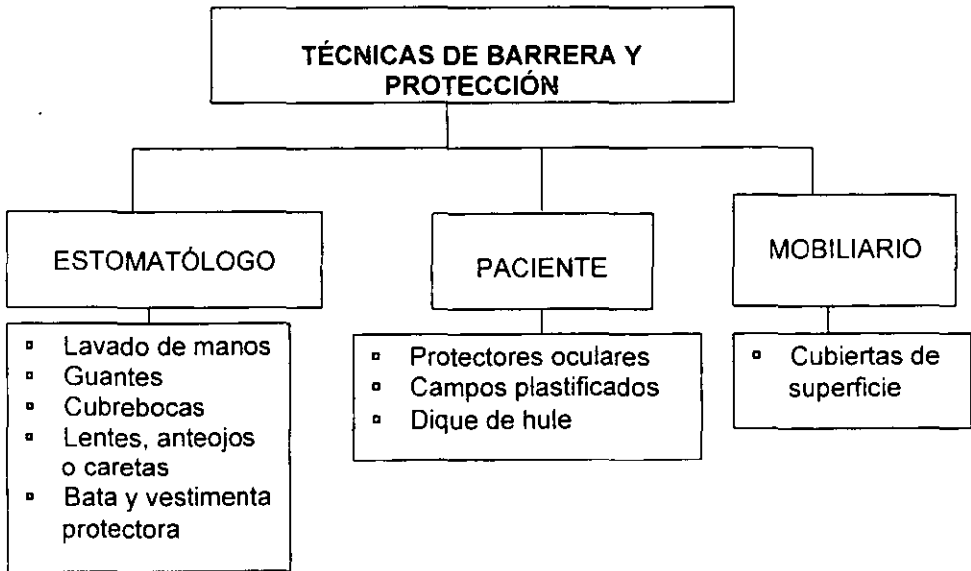 TÉCNICAS DE BARRERA Y
PROTECCIÓN
ESTOMATÓLOGO
▫ Lavado de manos
▫ Guantes
▫ Cubrebocas
▫ Lentes, anteojos
o caretas
▫ Bata y vestimenta
protectora
PACIENTE
▫ Protectores oculares
▫ Campos plastificados
▫ Dique de hule
MOBILIARIO
▫ Cubiertas de
superficie